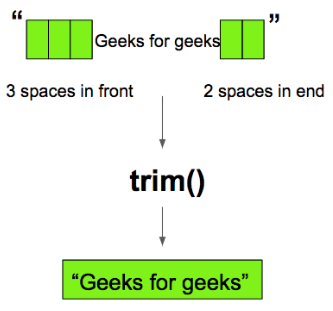 “ Geeks for geeks ”
3 spaces in front 2 spaces in end
trim()
“Geeks for geeks”